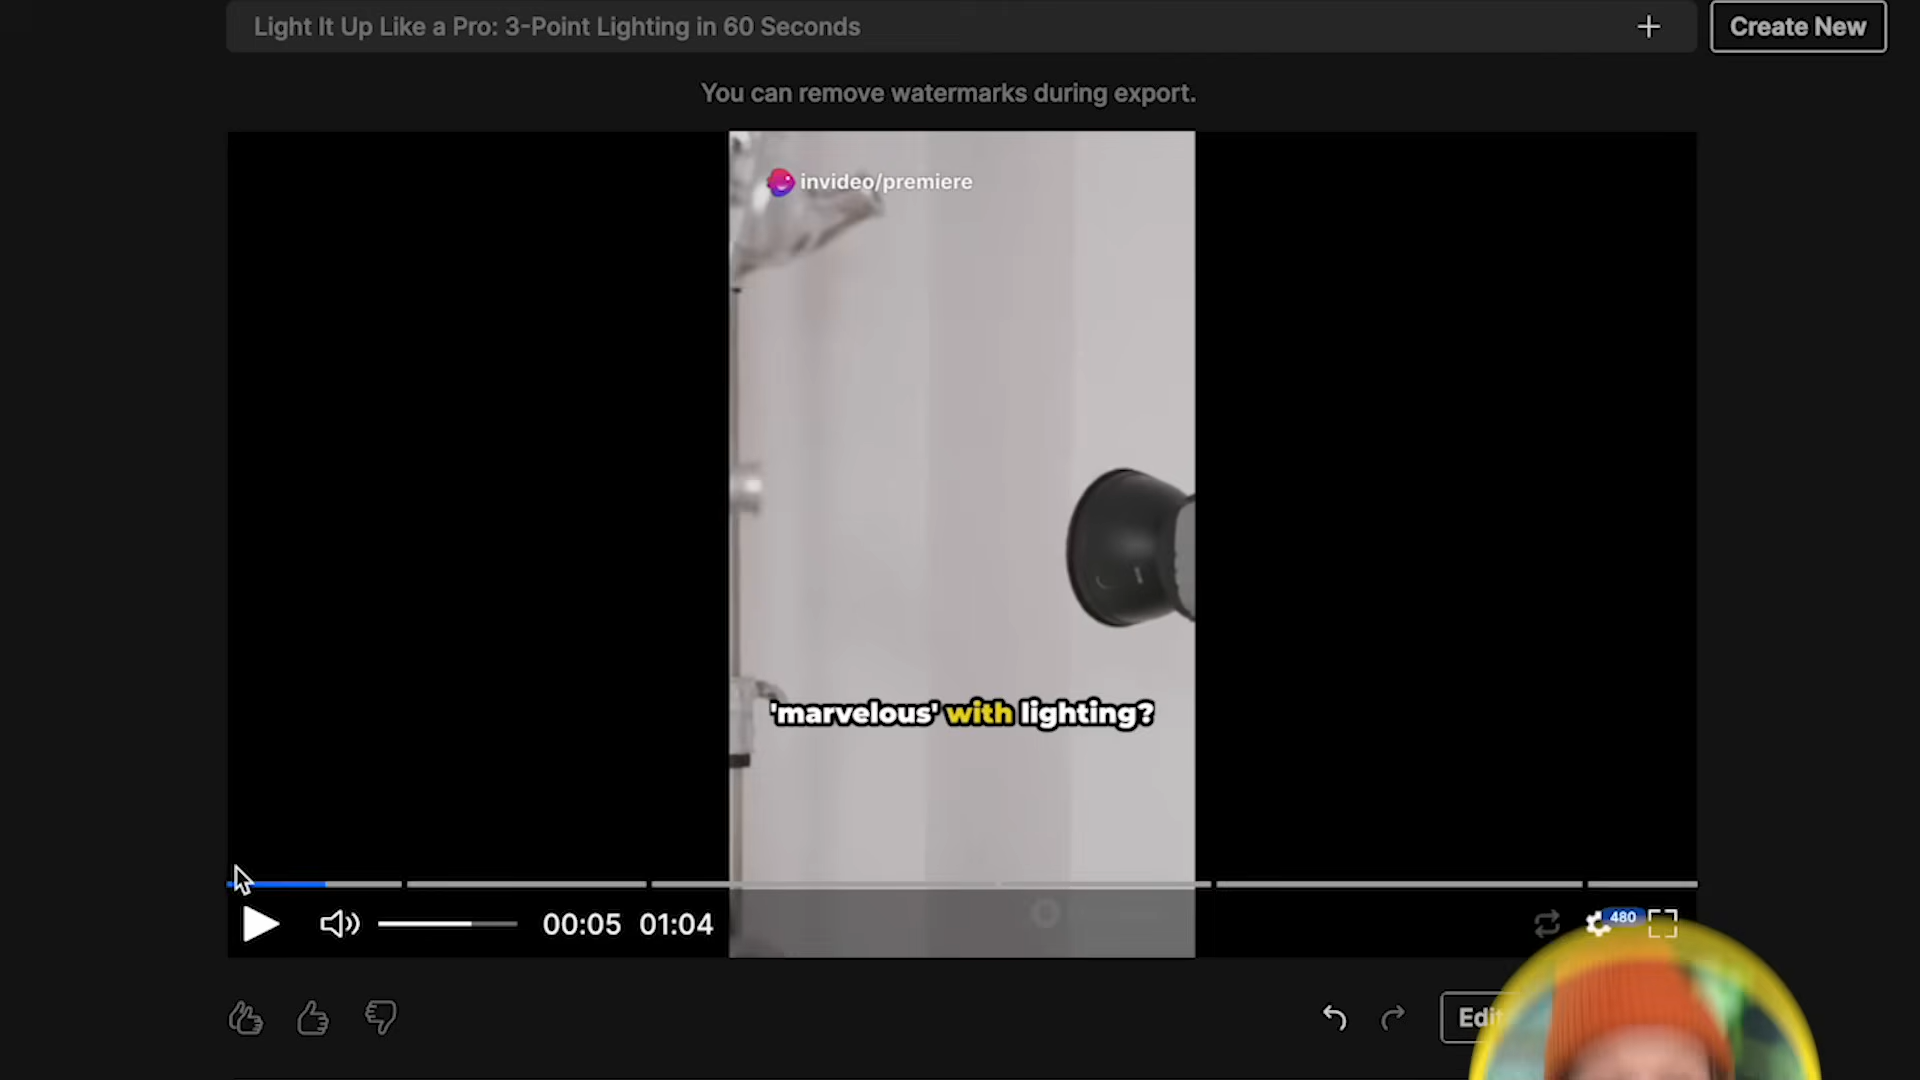 Light It Up Like a Pro: 3-Point Lighting in 60 Seconds
Create New
You can remove watermarks during export.
invideo/premiere
'marvelous' with lighting?
00:05 01:04
480
Edit